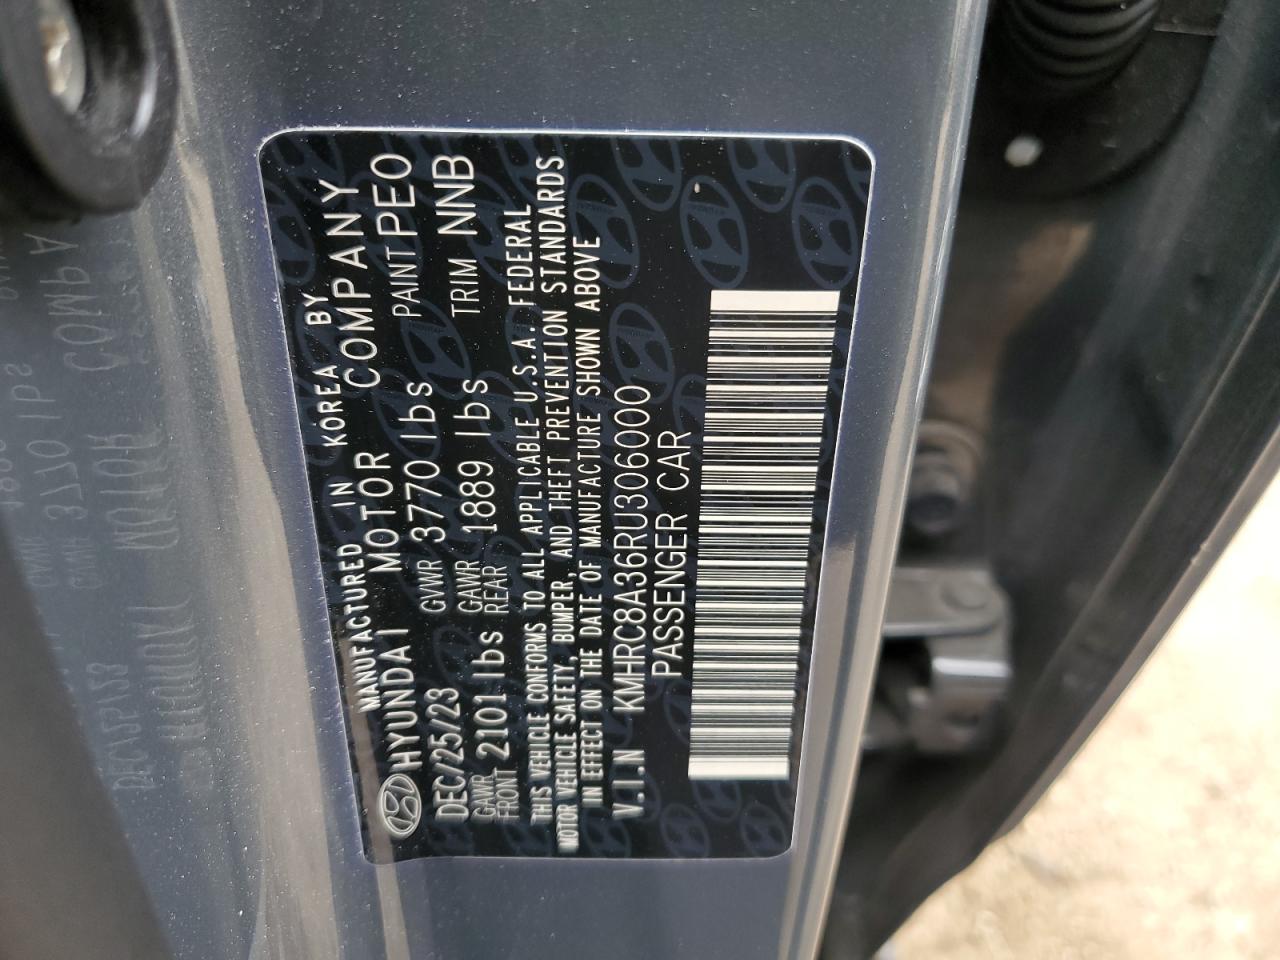 MANUFACTURED IN KOREA BY
HYUNDAI MOTOR COMPANY
DEC/25/23 GVWR 3770 lbs PAINT PEO
GAWR FRONT 2101 lbs GAWR REAR 1889 lbs TRIM NNB
THIS VEHICLE CONFORMS TO ALL APPLICABLE U.S.A. FEDERAL
MOTOR VEHICLE SAFETY, BUMPER, AND THEFT PREVENTION STANDARDS
IN EFFECT ON THE DATE OF MANUFACTURE SHOWN ABOVE
V.I.N KMHRC8A36RU306000
PASSENGER CAR